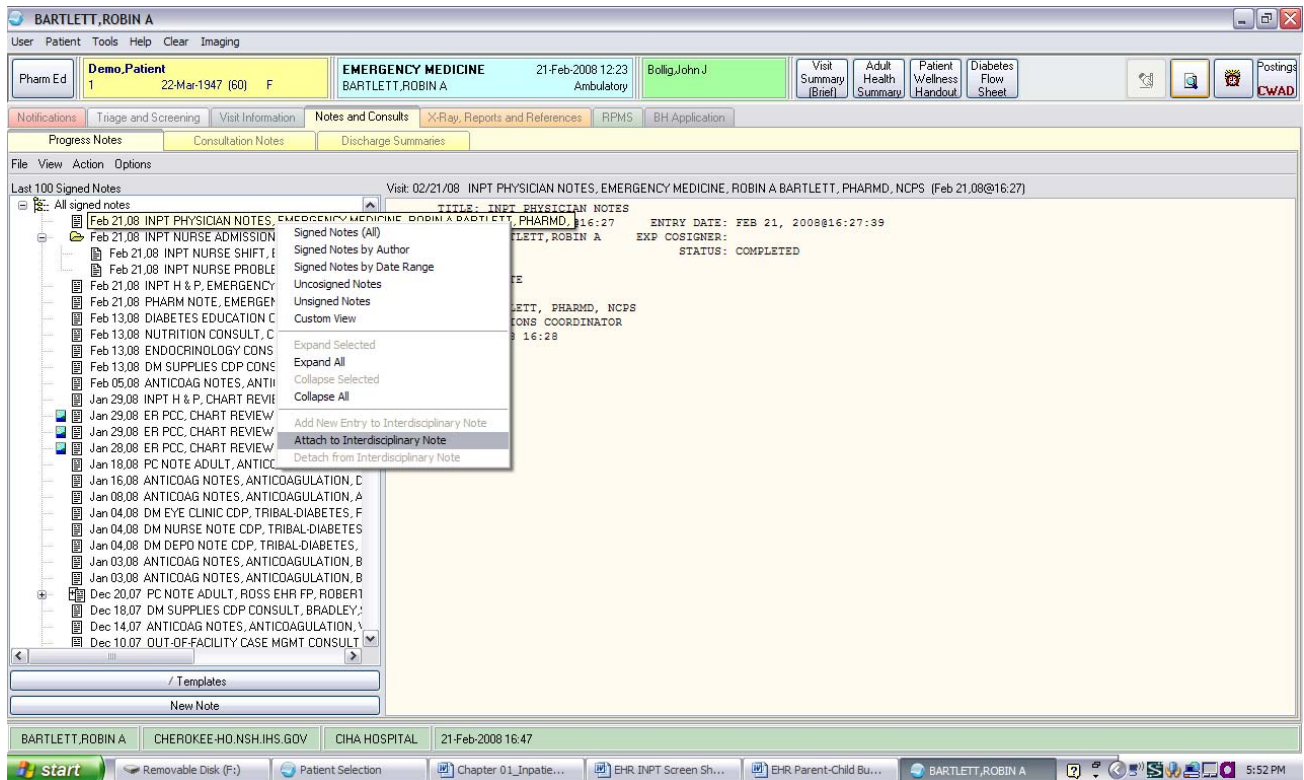 BARTLETT,ROBIN A
User Patient Tools Help Clear Imaging
Pharm Ed
Demo,Patient
1 22-Mar-1947 (60) F
EMERGENCY MEDICINE 21-Feb-2008 12:23
BARTLETT,ROBIN A Ambulatory
Bollig,John J
Visit Summary (Brief)
Adult Health Summary
Patient Wellness Handout
Diabetes Flow Sheet
Postings
CWAD
Notifications Triage and Screening Visit Information Notes and Consults X-Ray, Reports and References RPMS BH Application
Progress Notes Consultation Notes Discharge Summaries
File View Action Options
Last 100 Signed Notes
Visit: 02/21/08 INPT PHYSICIAN NOTES, EMERGENCY MEDICINE, ROBIN A BARTLETT, PHARMD, NCPS (Feb 21,08@16:27)
All signed notes
Feb 21,08 INPT PHYSICIAN NOTES, EMERGENCY MEDICINE, ROBIN A BARTLETT, PHARMD,
Feb 21,08 INPT NURSE ADMISSION
Feb 21,08 INPT NURSE SHIFT,
Feb 21,08 INPT NURSE PROBLE
Feb 21,08 INPT H & P, EMERGENCY
Feb 21,08 PHARM NOTE, EMERGEN
Feb 13,08 DIABETES EDUCATION C
Feb 13,08 NUTRITION CONSULT, C
Feb 13,08 ENDOCRINOLOGY CONS
Feb 13,08 DM SUPPLIES CDP CONS
Feb 05,08 ANTICOAG NOTES, ANTI
Jan 29,08 INPT H & P, CHART REVIE
Jan 29,08 ER PCC, CHART REVIEW
Jan 29,08 ER PCC, CHART REVIEW
Jan 28,08 ER PCC, CHART REVIEW
Jan 18,08 PC NOTE ADULT, ANTICO
Jan 16,08 ANTICOAG NOTES, ANTICOAGULATION, D
Jan 08,08 ANTICOAG NOTES, ANTICOAGULATION, A
Jan 04,08 DM EYE CLINIC CDP, TRIBAL-DIABETES, F
Jan 04,08 DM NURSE NOTE CDP, TRIBAL-DIABETES
Jan 04,08 DM DEPO NOTE CDP, TRIBAL-DIABETES,
Jan 03,08 ANTICOAG NOTES, ANTICOAGULATION, B
Jan 03,08 ANTICOAG NOTES, ANTICOAGULATION, B
Dec 20,07 PC NOTE ADULT, ROSS EHR FP, ROBERT
Dec 18,07 DM SUPPLIES CDP CONSULT, BRADLEY,
Dec 14,07 ANTICOAG NOTES, ANTICOAGULATION,
Dec 10,07 OUT-OF-FACILITY CASE MGMT CONSULT
Signed Notes (All)
Signed Notes by Author
Signed Notes by Date Range
Uncosigned Notes
Unsigned Notes
Custom View
Expand Selected
Expand All
Collapse Selected
Collapse All
Add New Entry to Interdisciplinary Note
Attach to Interdisciplinary Note
Detach from Interdisciplinary Note
TITLE: INPT PHYSICIAN NOTES
@16:27 ENTRY DATE: FEB 21, 2008@16:27:39
TLETT,ROBIN A EXP COSIGNER:
STATUS: COMPLETED
TE
LETT, PHARMD, NCPS
IONS COORDINATOR
16:28
/ Templates
New Note
BARTLETT,ROBIN A CHEROKEE-HO.NSH.IHS.GOV CIHA HOSPITAL 21-Feb-2008 16:47
start Removable Disk (F:) Patient Selection Chapter 01_Inpatie... EHR INPT Screen Sh... EHR Parent-Child Bu... BARTLETT,ROBIN A 5:52 PM